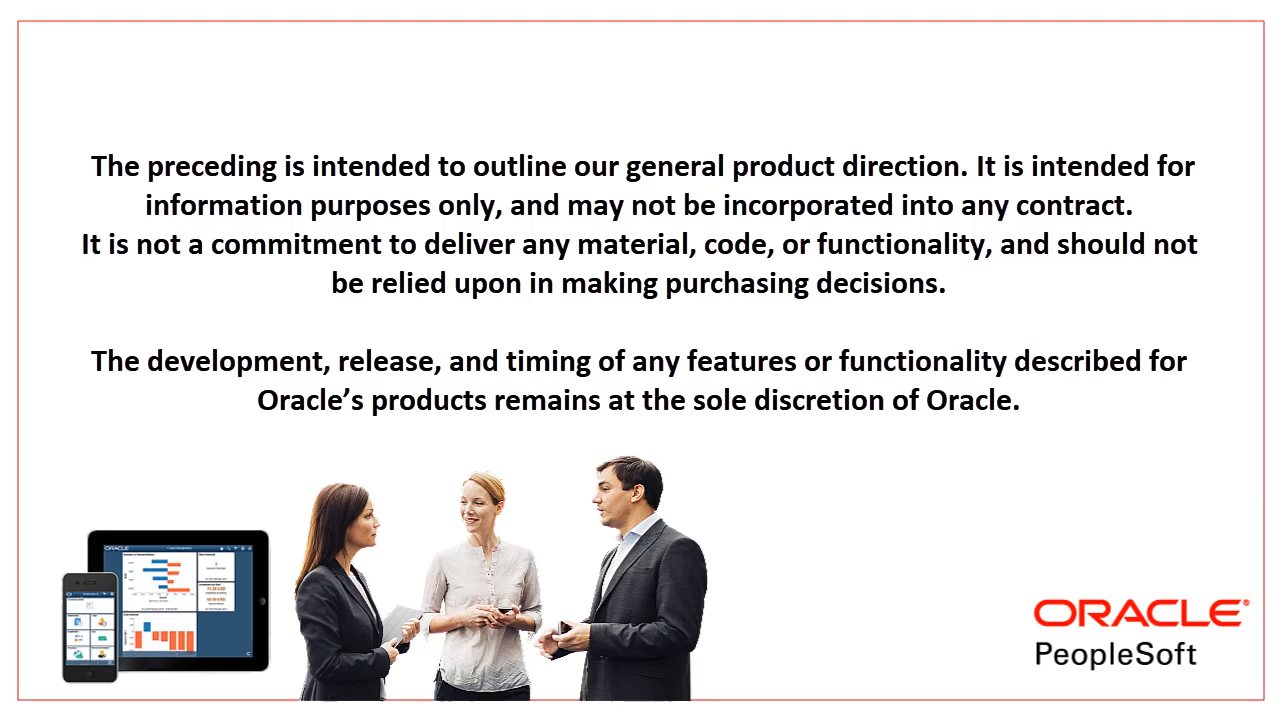 The preceding is intended to outline our general product direction. It is intended for
information purposes only, and may not be incorporated into any contract.
It is not a commitment to deliver any material, code, or functionality, and should not
be relied upon in making purchasing decisions.
The development, release, and timing of any features or functionality described for
Oracle’s products remains at the sole discretion of Oracle.
ORACLE
ORACLE®
PeopleSoft